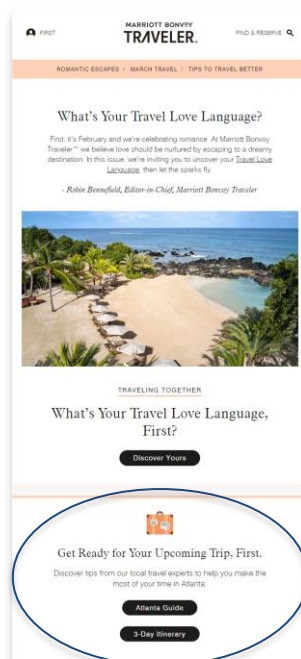 FIRST
MARRIOTT BONVOY
TRAVELER™
FIND & RESERVE
ROMANTIC ESCAPES / MARCH TRAVEL / TIPS TO TRAVEL BETTER
What's Your Travel Love Language?
First, it's February and we're celebrating romance. At Marriott Bonvoy
Traveler™ we believe love should be nurtured by escaping to a dreamy
destination. In this issue, we're inviting you to uncover your Travel Love
Language, then let the sparks fly.
- Robin Bennefield, Editor-in-Chief, Marriott Bonvoy Traveler
TRAVELING TOGETHER
What's Your Travel Love Language,
First?
Discover Yours
Get Ready for Your Upcoming Trip, First.
Discover tips from our local travel experts to help you make the
most of your time in Atlanta.
Atlanta Guide
3-Day Itinerary